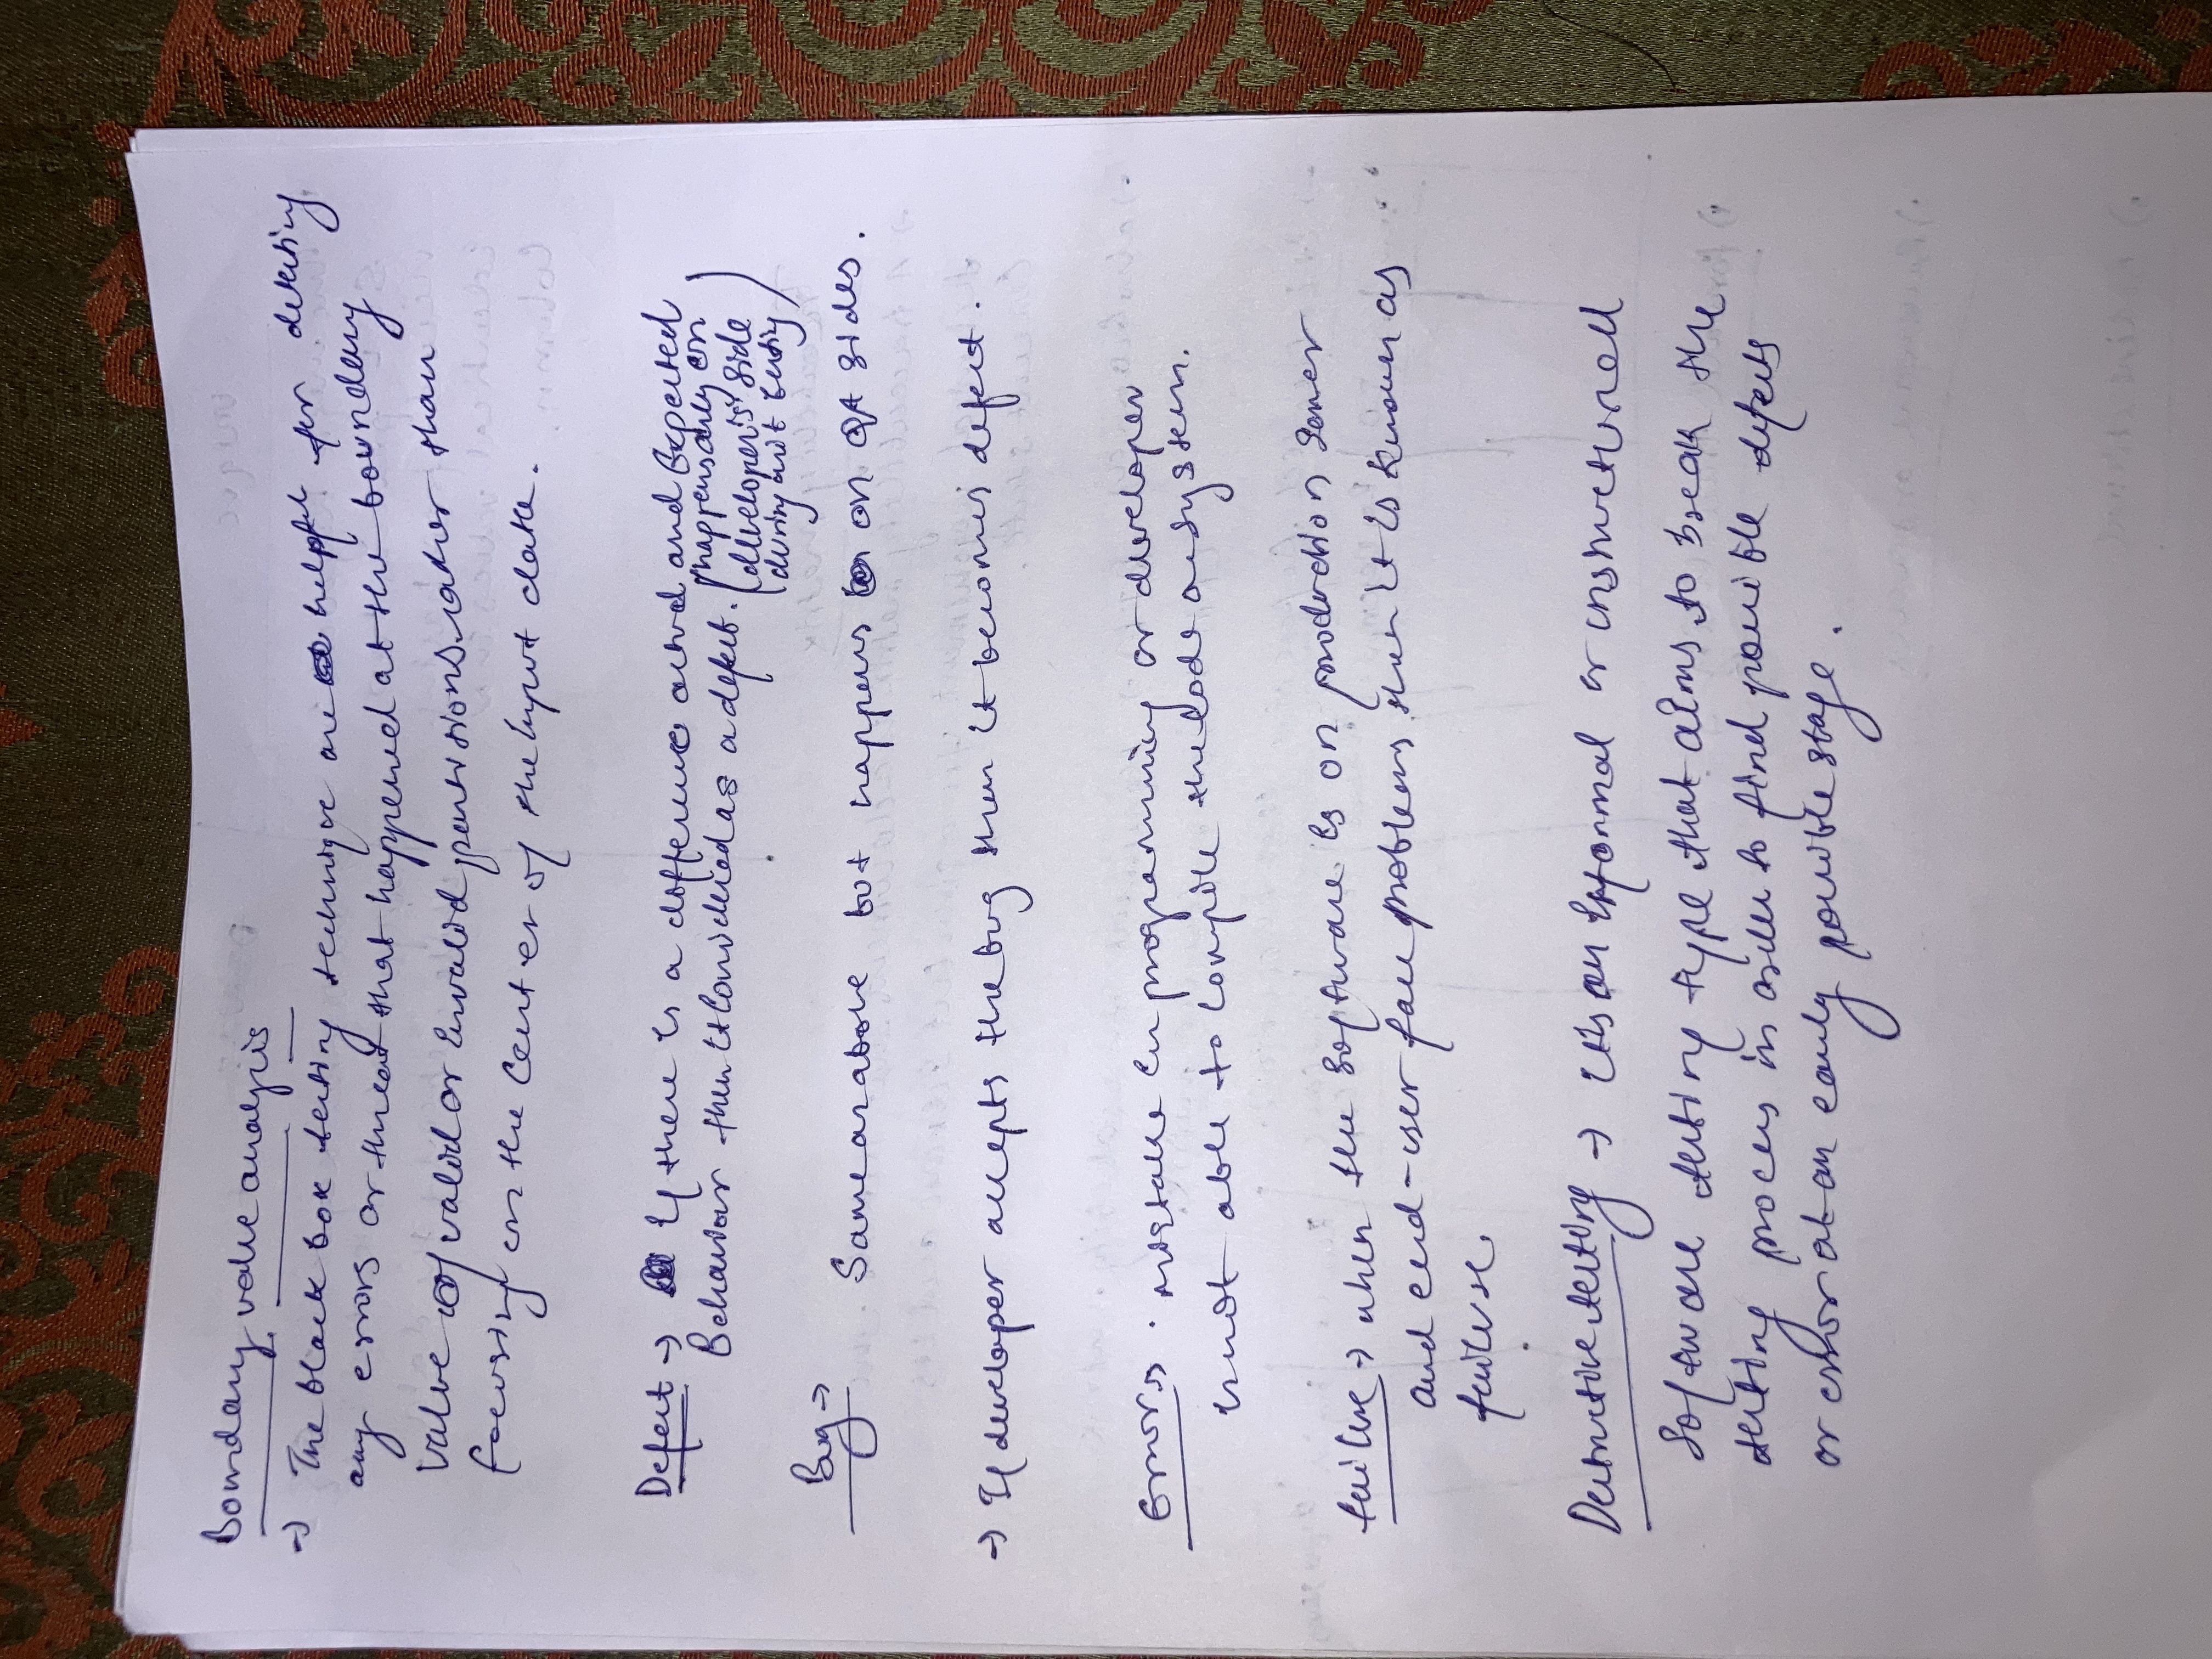 Boundary value analysis
→ The black box testing technique are helpful for detecting
any errors or threat that happened at the boundary
value of valid or invalid partitions rather than
focusing on the Center of the input data.
Defect → If there is a difference actual and Expected
Behaviour then it Considered as a defect. (happens only on
developer's side
during unit testing)
Bug →
Same as above but happens on QA sides.
→ If developer accepts the bug then it becomes defect.
Errors → mistake in programming or developer
is not able to compile the code or system.
failure → when the software is on production server
and end-user face problems then it is known as
failure.
Destructive testing → It's an Informal or unstructured
Software testing type that aims to break the
testing process in order to find possible defects
or error at an early possible stage.